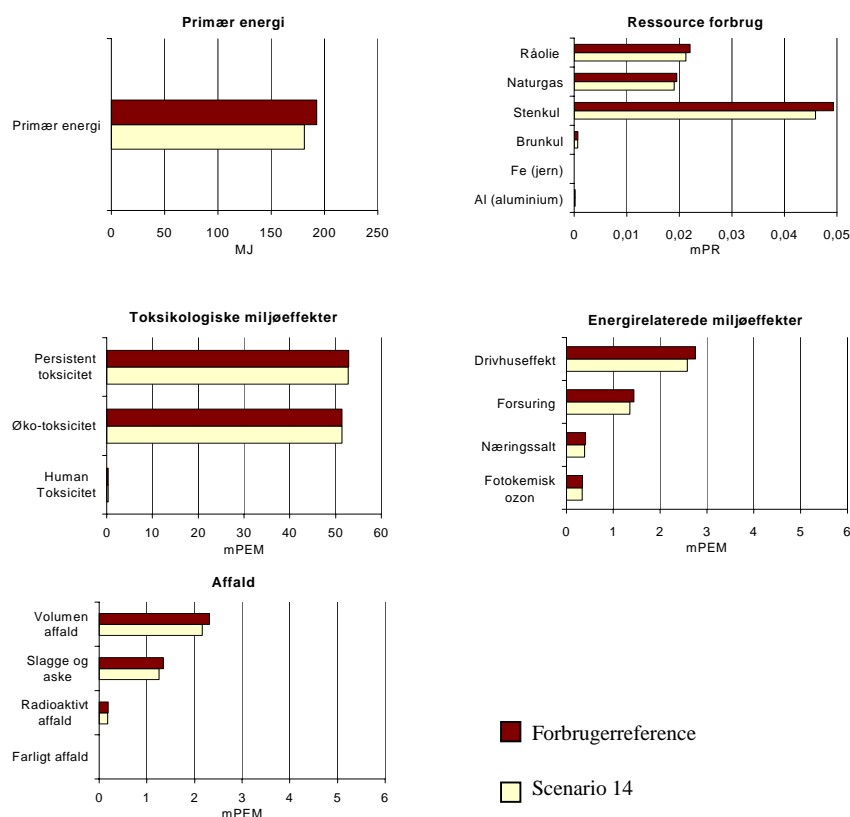 Primær energi
Primær energi
0 50 100 150 200 250
MJ
Ressource forbrug
Råolie
Naturgas
Stenkul
Brunkul
Fe (jern)
Al (aluminium)
0 0,01 0,02 0,03 0,04 0,05
mPR
Toksikologiske miljøeffekter
Persistent
toksicitet
Øko-toksicitet
Human
Toksicitet
0 10 20 30 40 50 60
mPEM
Energirelaterede miljøeffekter
Drivhuseffekt
Forsuring
Næringssalt
Fotokemisk
ozon
0 1 2 3 4 5 6
mPEM
Affald
Volumen
affald
Slagge og
aske
Radioaktivt
affald
Farligt affald
0 1 2 3 4 5 6
mPEM
Forbrugerreference
Scenario 14